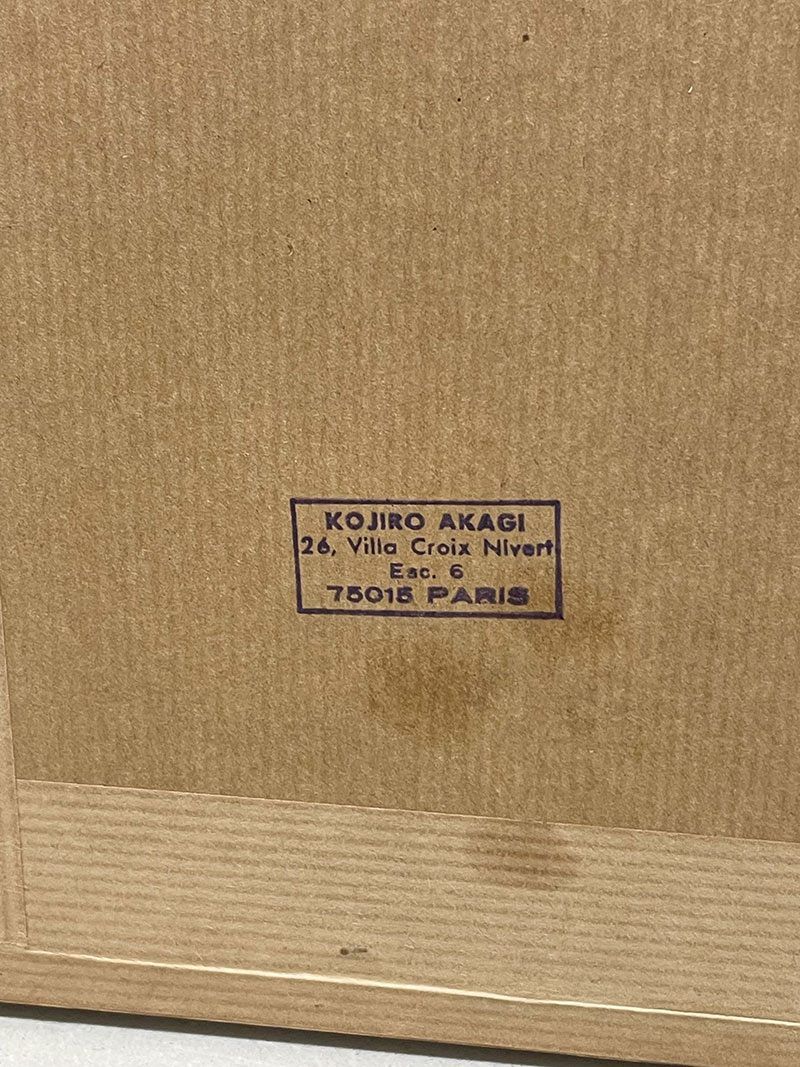 KOJIRO AKAGI
26, Villa Croix Nivert
Esc. 6
75015 PARIS